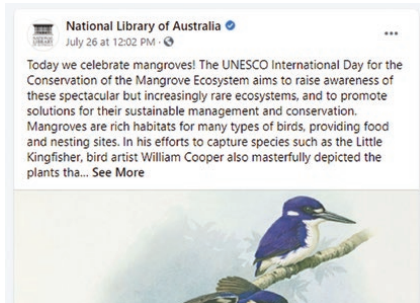 National Library of Australia
July 26 at 12:02 PM ·
Today we celebrate mangroves! The UNESCO International Day for the
Conservation of the Mangrove Ecosystem aims to raise awareness of
these spectacular but increasingly rare ecosystems, and to promote
solutions for their sustainable management and conservation.
Mangroves are rich habitats for many types of birds, providing food
and nesting sites. In his efforts to capture species such as the Little
Kingfisher, bird artist William Cooper also masterfully depicted the
plants tha... See More